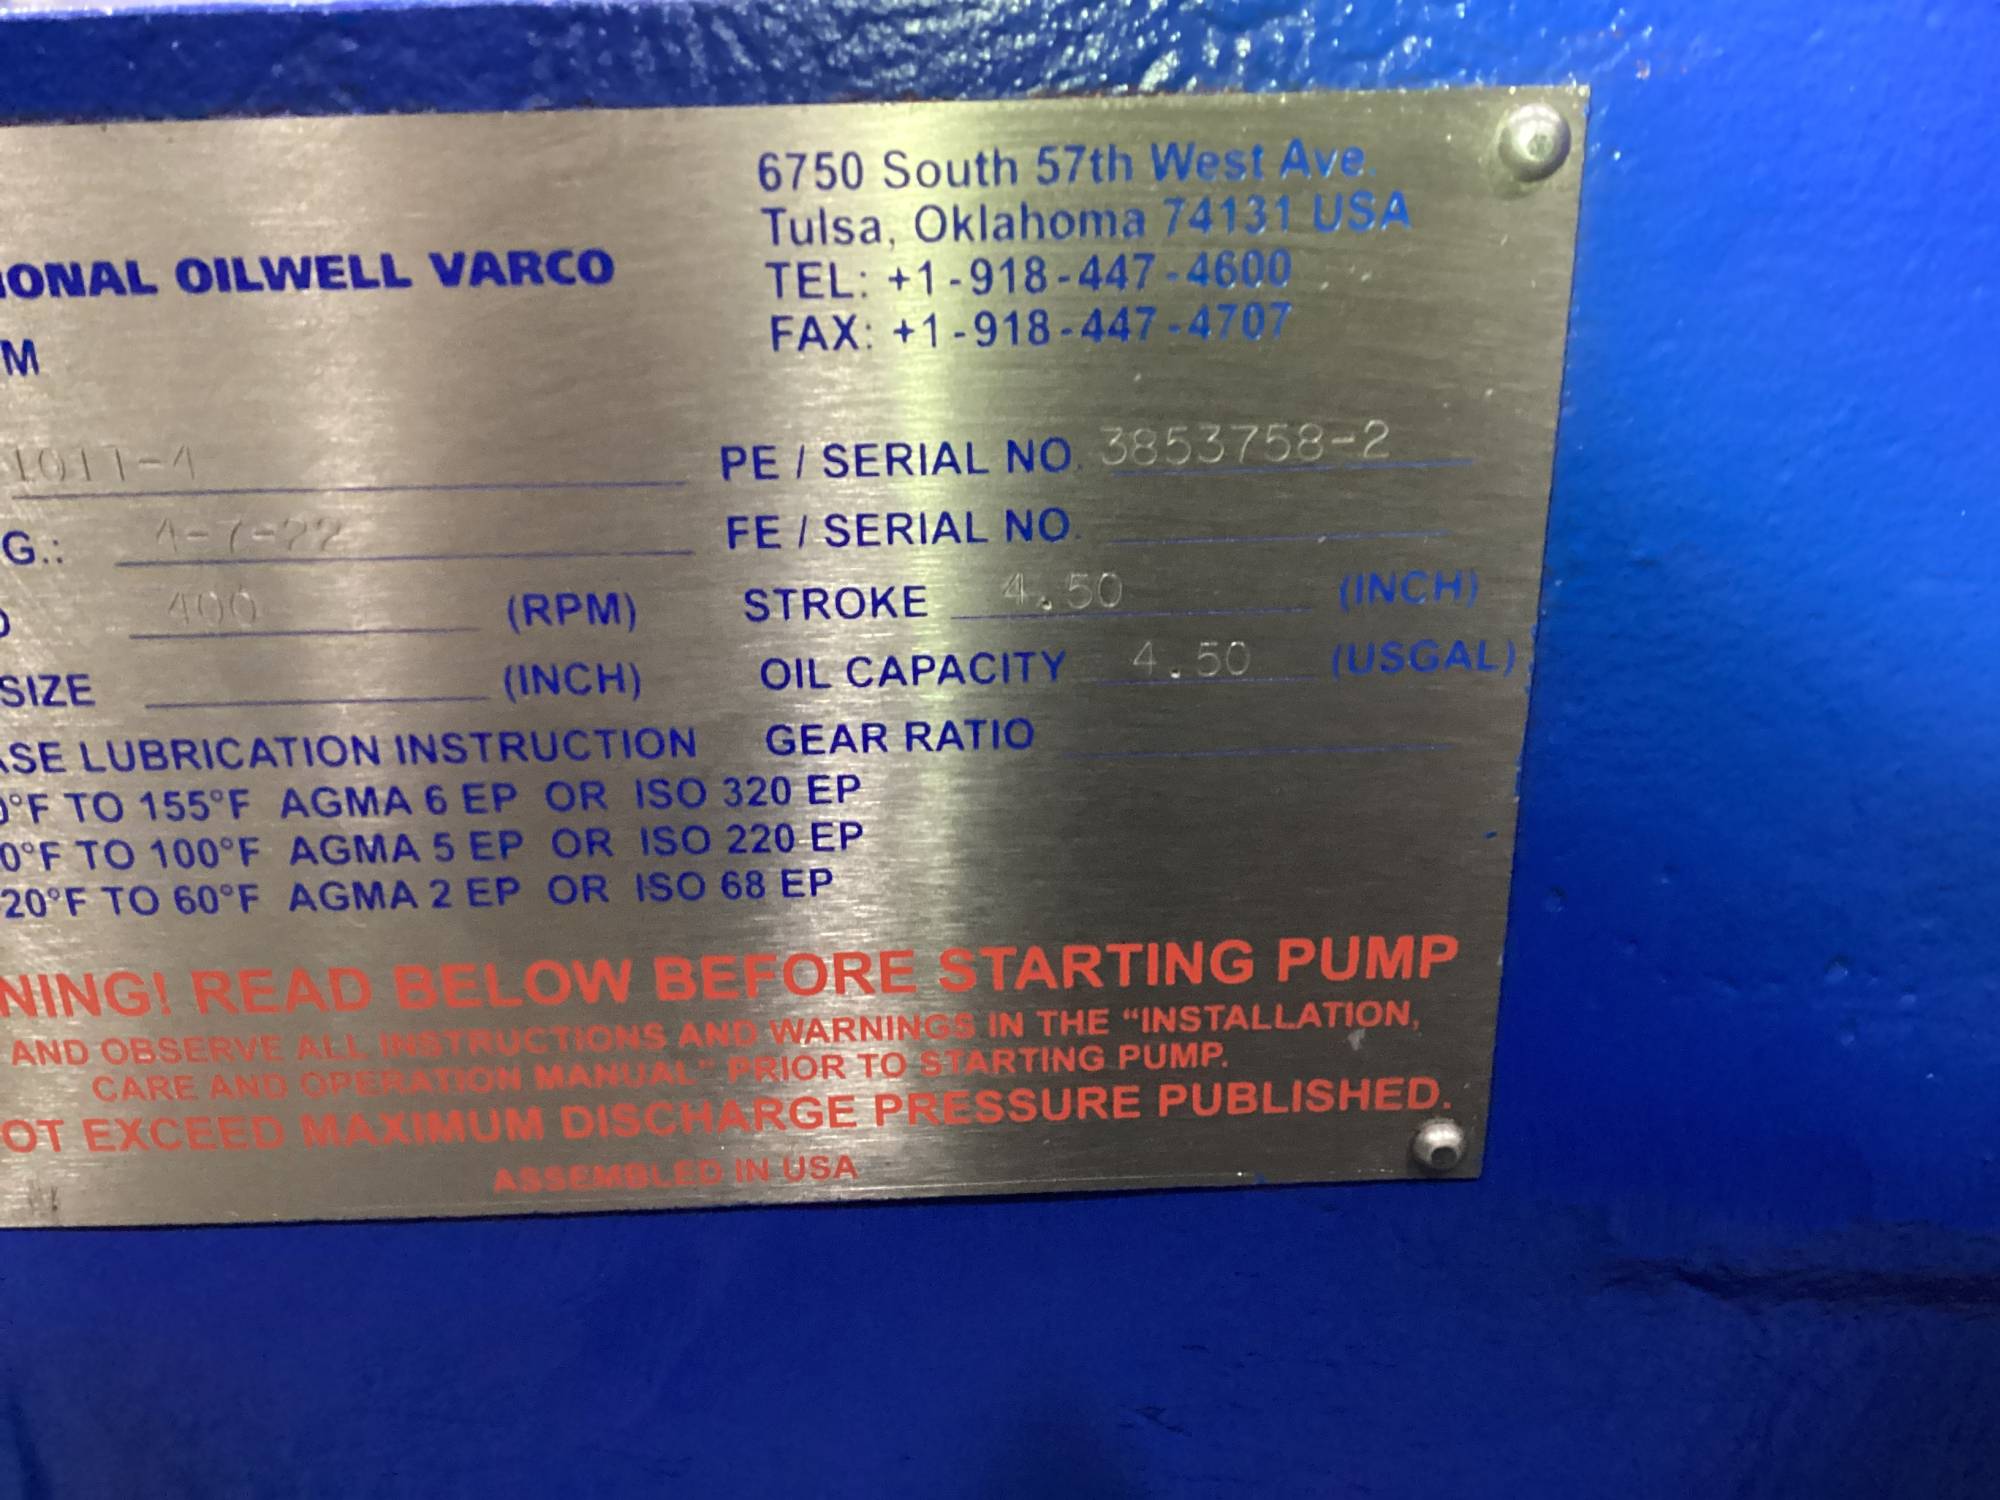 6750 South 57th West Ave.
Tulsa, Oklahoma 74131 USA
IONAL OILWELL VARCO
TEL: +1-918-447-4600
FAX: +1-918-447-4707
M
1011-4
PE / SERIAL NO. 3853758-2
G.: 4-7-22
FE / SERIAL NO.
400 (RPM)
STROKE 4.50 (INCH)
SIZE (INCH)
OIL CAPACITY 4.50 (USGAL)
ASE LUBRICATION INSTRUCTION
GEAR RATIO
0°F TO 155°F AGMA 6 EP OR ISO 320 EP
0°F TO 100°F AGMA 5 EP OR ISO 220 EP
20°F TO 60°F AGMA 2 EP OR ISO 68 EP
NING! READ BELOW BEFORE STARTING PUMP
AND OBSERVE ALL INSTRUCTIONS AND WARNINGS IN THE “INSTALLATION,
CARE AND OPERATION MANUAL” PRIOR TO STARTING PUMP.
OT EXCEED MAXIMUM DISCHARGE PRESSURE PUBLISHED.
ASSEMBLED IN USA